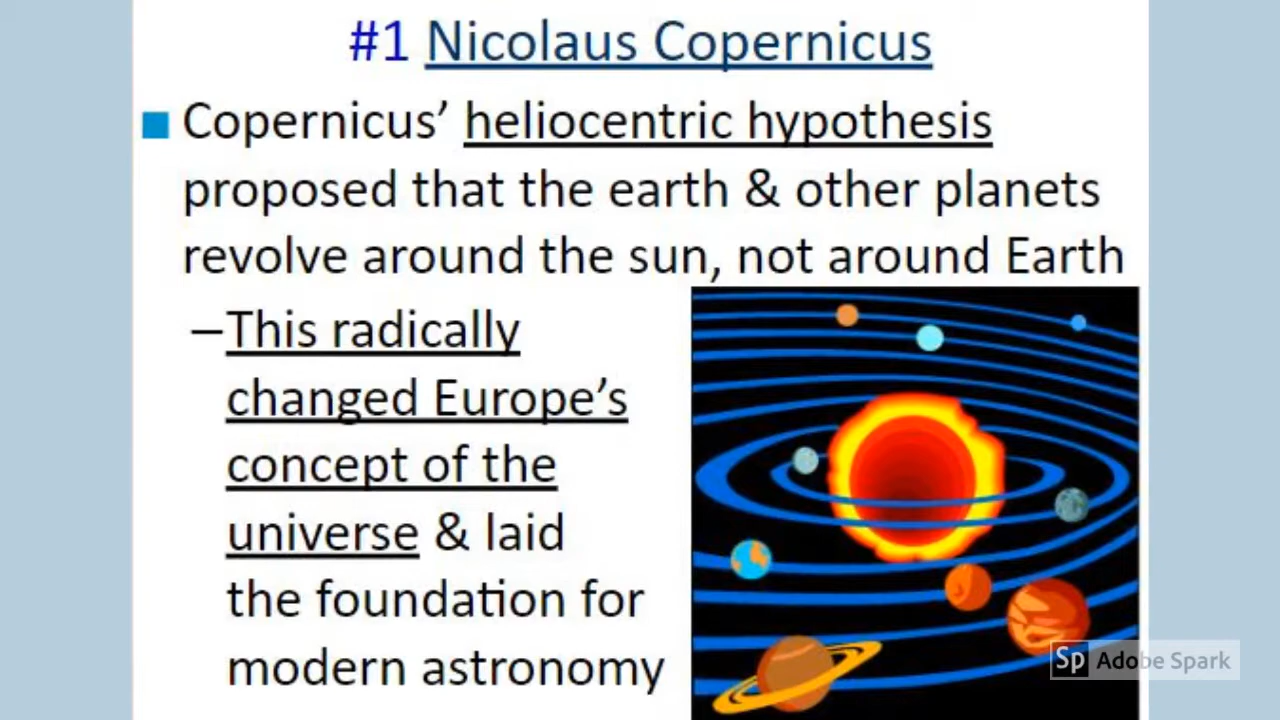 #1 Nicolaus Copernicus
■ Copernicus’ heliocentric hypothesis
proposed that the earth & other planets
revolve around the sun, not around Earth
–This radically
changed Europe’s
concept of the
universe & laid
the foundation for
modern astronomy
Sp Adobe Spark